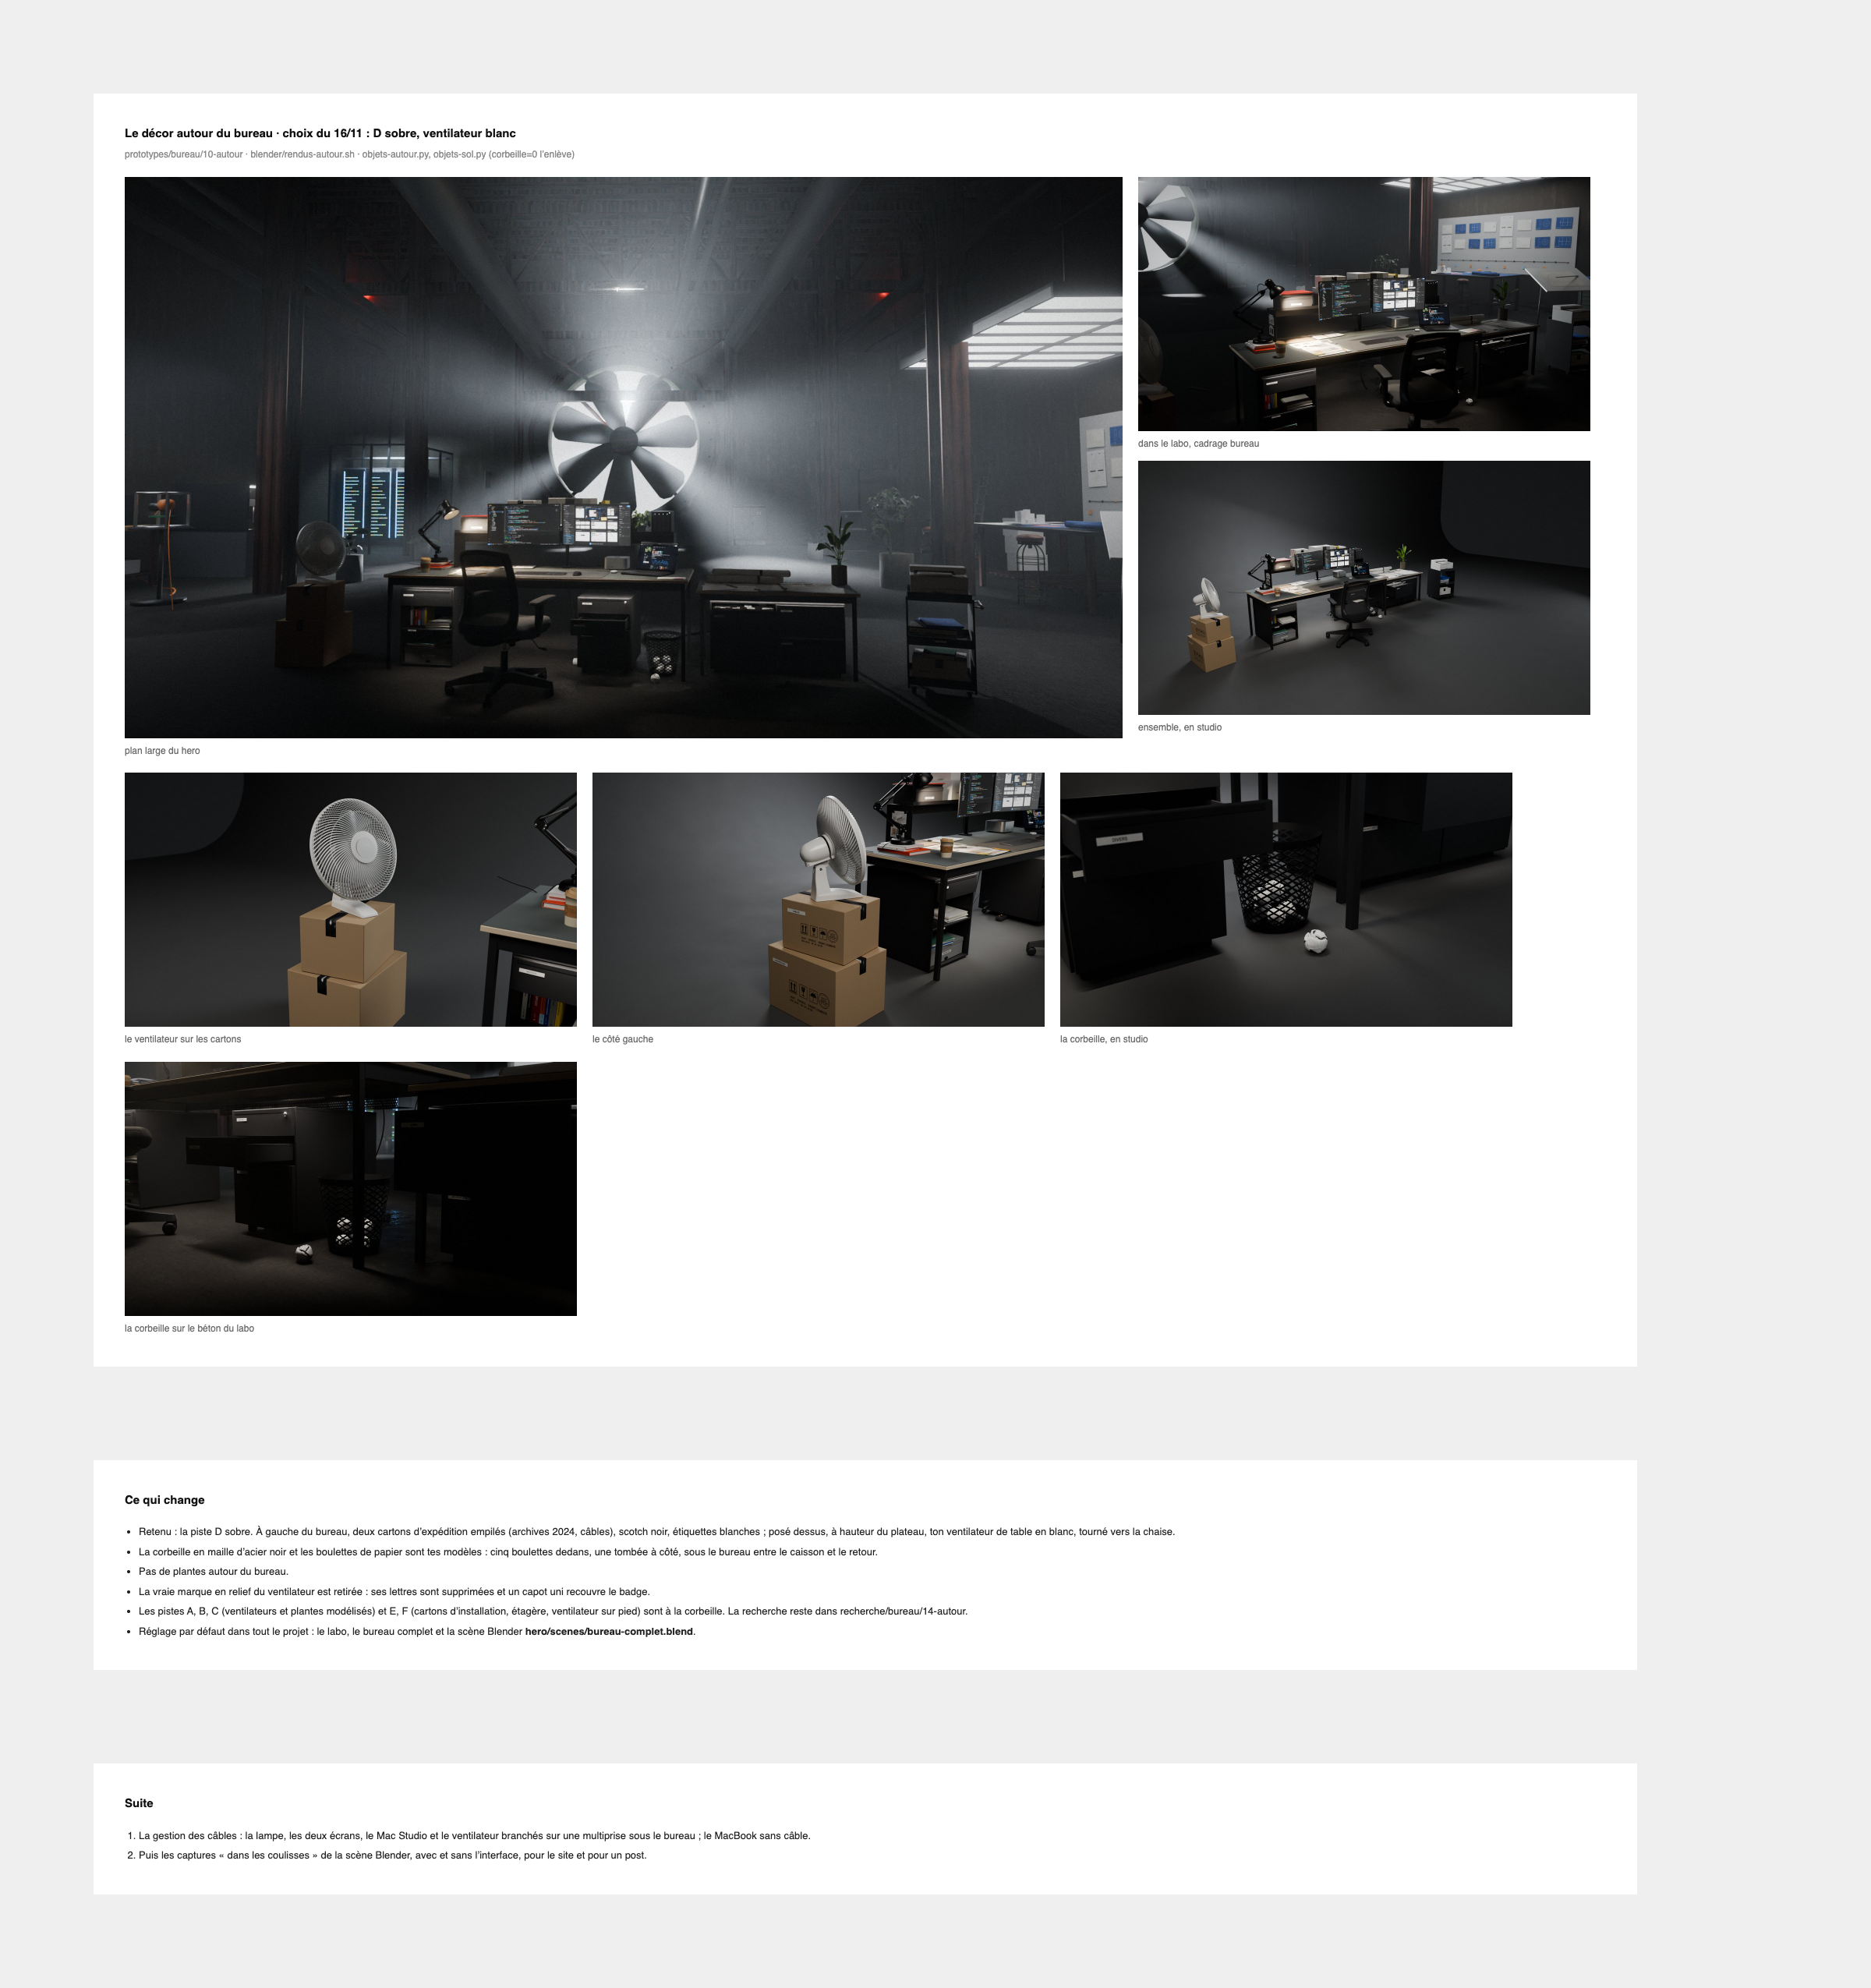 Le décor autour du bureau · choix du 16/11 : D sobre, ventilateur blanc
prototypes/bureau/10-autour · blender/rendus-autour.sh · objets-autour.py, objets-sol.py (corbeille=0 l'enlève)
plan large du hero
dans le labo, cadrage bureau
ensemble, en studio
le ventilateur sur les cartons
le côté gauche
la corbeille, en studio
la corbeille sur le béton du labo
Ce qui change
• Retenu : la piste D sobre. À gauche du bureau, deux cartons d'expédition empilés (archives 2024, câbles), scotch noir, étiquettes blanches ; posé dessus, à hauteur du plateau, ton ventilateur de table en blanc, tourné vers la chaise.
• La corbeille en maille d'acier noir et les boulettes de papier sont tes modèles : cinq boulettes dedans, une tombée à côté, sous le bureau entre le caisson et le retour.
• Pas de plantes autour du bureau.
• La vraie marque en relief du ventilateur est retirée : ses lettres sont supprimées et un capot uni recouvre le badge.
• Les pistes A, B, C (ventilateurs et plantes modélisés) et E, F (cartons d'installation, étagère, ventilateur sur pied) sont à la corbeille. La recherche reste dans recherche/bureau/14-autour.
• Réglage par défaut dans tout le projet : le labo, le bureau complet et la scène Blender hero/scenes/bureau-complet.blend.
Suite
1. La gestion des câbles : la lampe, les deux écrans, le Mac Studio et le ventilateur branchés sur une multiprise sous le bureau ; le MacBook sans câble.
2. Puis les captures « dans les coulisses » de la scène Blender, avec et sans l'interface, pour le site et pour un post.